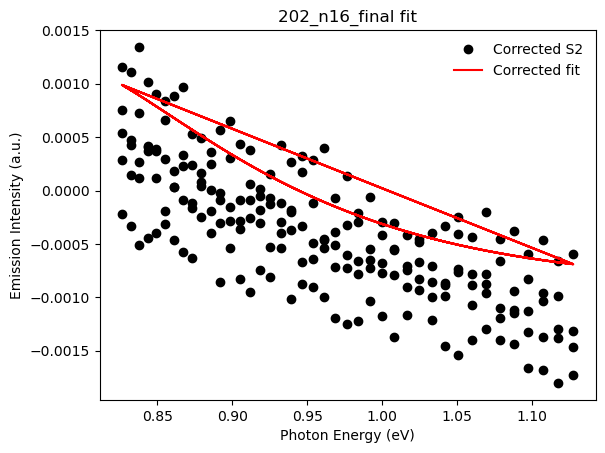 202_n16_final fit
Corrected S2
Corrected fit
Emission Intensity (a.u.)
0.0015
0.0010
0.0005
0.0000
−0.0005
−0.0010
−0.0015
0.85 0.90 0.95 1.00 1.05 1.10
Photon Energy (eV)